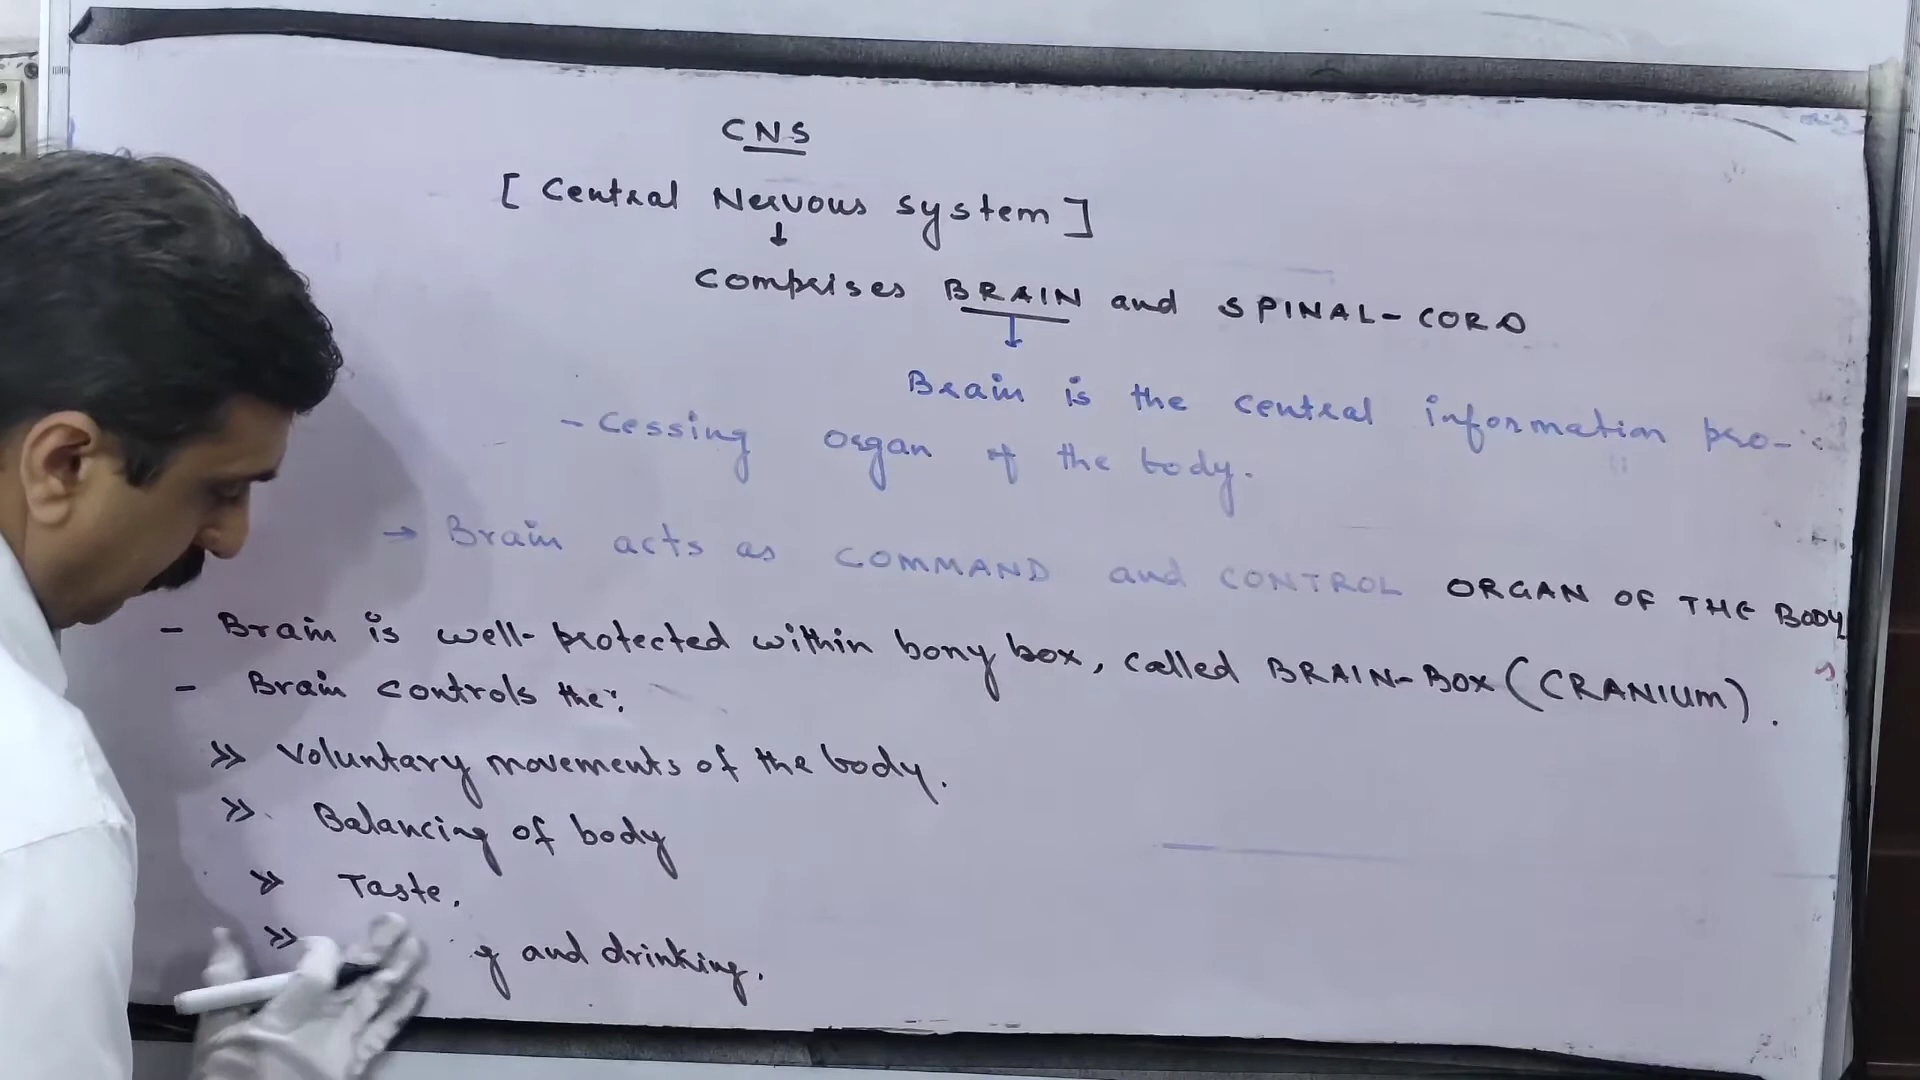 CNS
[ Central Nervous system ]
↓
Comprises BRAIN and SPINAL-CORD
↓
Brain is the central information pro-
-cessing organ of the body.
→ Brain acts as COMMAND and CONTROL ORGAN OF THE BODY
- Brain is well-protected within bony box, called BRAIN-BOX (CRANIUM).
- Brain controls the:
» Voluntary movements of the body.
» Balancing of body
» Taste.
» and drinking.